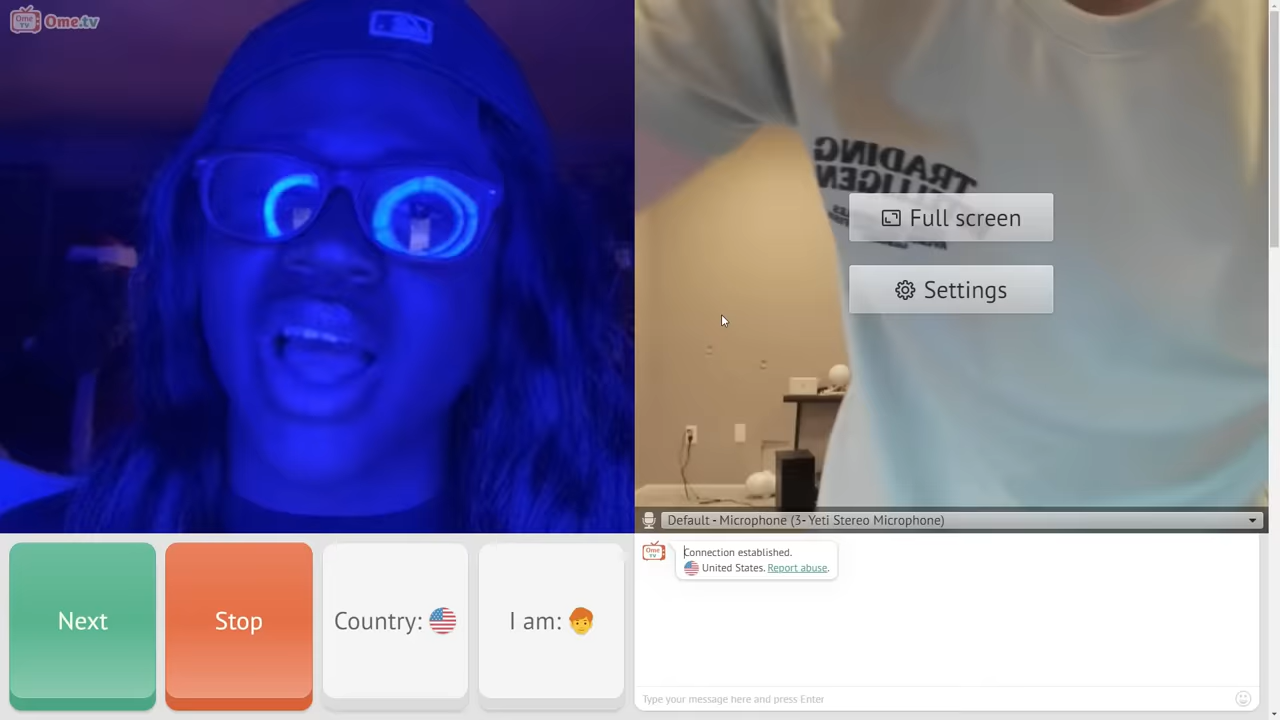 Ome.tv
TRADING
Full screen
Settings
Default - Microphone (3- Yeti Stereo Microphone)
Connection established.
United States. Report abuse.
Next
Stop
Country:
I am:
Type your message here and press Enter